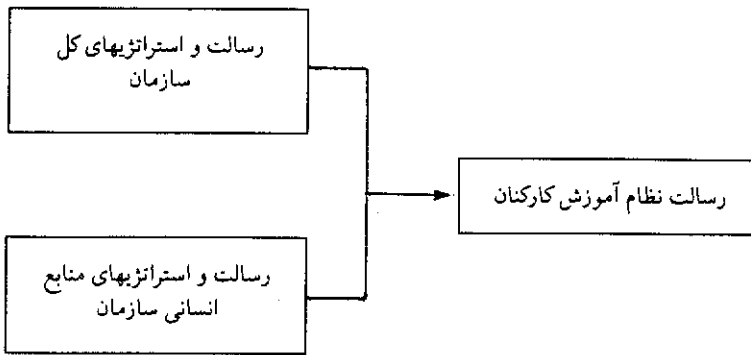 رسالت و استراتژیهای کل
سازمان
رسالت نظام آموزش کارکنان
رسالت و استراتژیهای منابع
انسانی سازمان